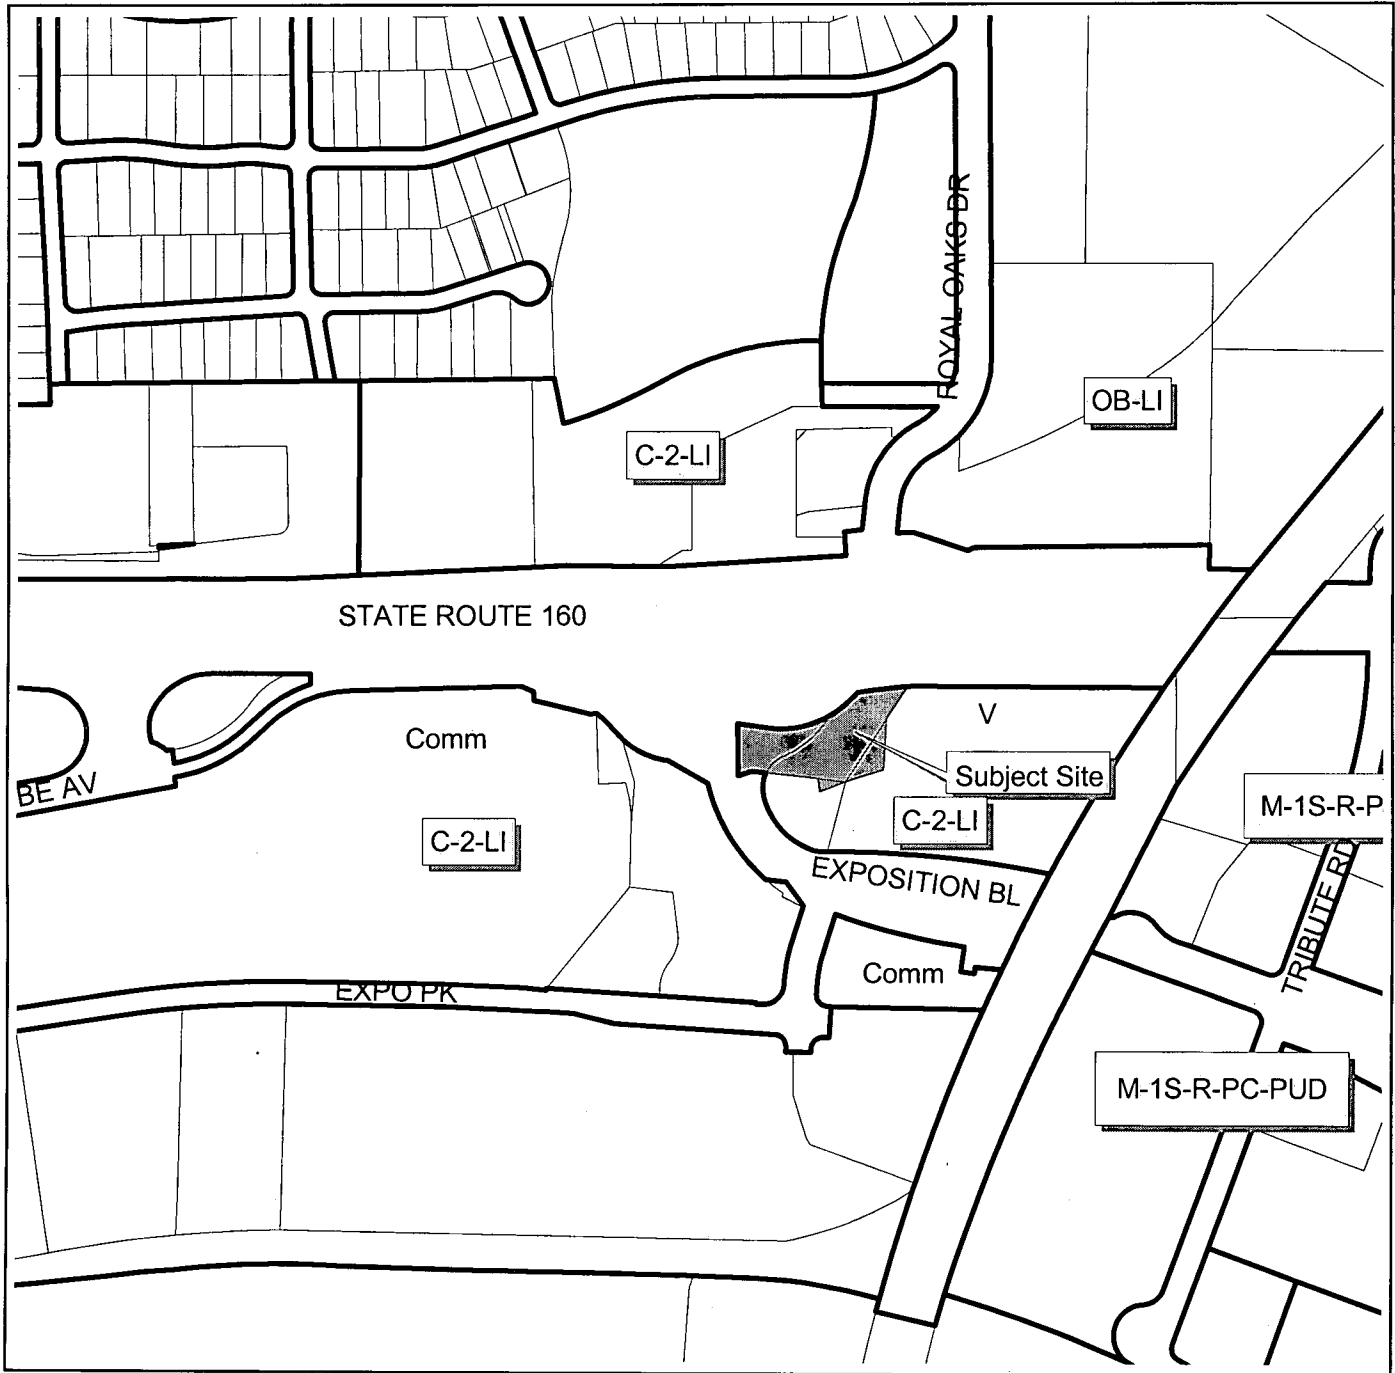 ROYAL OAKS DR
OB-LI
C-2-LI
STATE ROUTE 160
V
Comm
Subject Site
BE AV
M-1S-R-P
C-2-LI
C-2-LI
EXPOSITION BL
TRIBUTE RD
Comm
EXPO PK
M-1S-R-PC-PUD